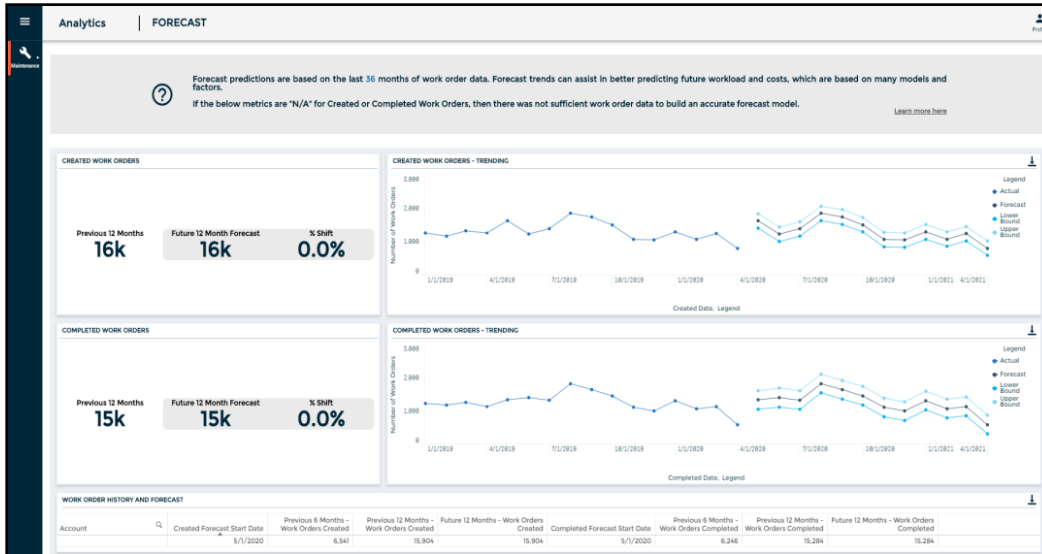 Analytics
FORECAST
Maintenance
Forecast predictions are based on the last 36 months of work order data. Forecast trends can assist in better predicting future workload and costs, which are based on many models and
factors.
If the below metrics are "N/A" for Created or Completed Work Orders, then there was not sufficient work order data to build an accurate forecast model.
Learn more here
CREATED WORK ORDERS
Previous 12 Months
16k
Future 12 Month Forecast
16k
% Shift
0.0%
CREATED WORK ORDERS - TRENDING
Number of Work Orders
3,000
2,000
1,000
0
1/1/2019 4/1/2019 7/1/2019 10/1/2019 1/1/2020 4/1/2020 7/1/2020 10/1/2020 1/1/2021 4/1/2021
Created Date, Legend
Legend
Actual
Forecast
Lower
Bound
Upper
Bound
COMPLETED WORK ORDERS
Previous 12 Months
15k
Future 12 Month Forecast
15k
% Shift
0.0%
COMPLETED WORK ORDERS - TRENDING
Number of Work Orders
3,000
2,000
1,000
0
1/1/2019 4/1/2019 7/1/2019 10/1/2019 1/1/2020 4/1/2020 7/1/2020 10/1/2020 1/1/2021 4/1/2021
Completed Date, Legend
Legend
Actual
Forecast
Lower
Bound
Upper
Bound
WORK ORDER HISTORY AND FORECAST
Account
Created Forecast Start Date
Previous 6 Months -
Work Orders Created
Previous 12 Months -
Work Orders Created
Future 12 Months - Work Orders
Created
Completed Forecast Start Date
Previous 6 Months -
Work Orders Completed
Previous 12 Months -
Work Orders Completed
Future 12 Months - Work Orders
Completed
5/1/2020 6,541 15,904 15,904 5/1/2020 6,246 15,284 15,284